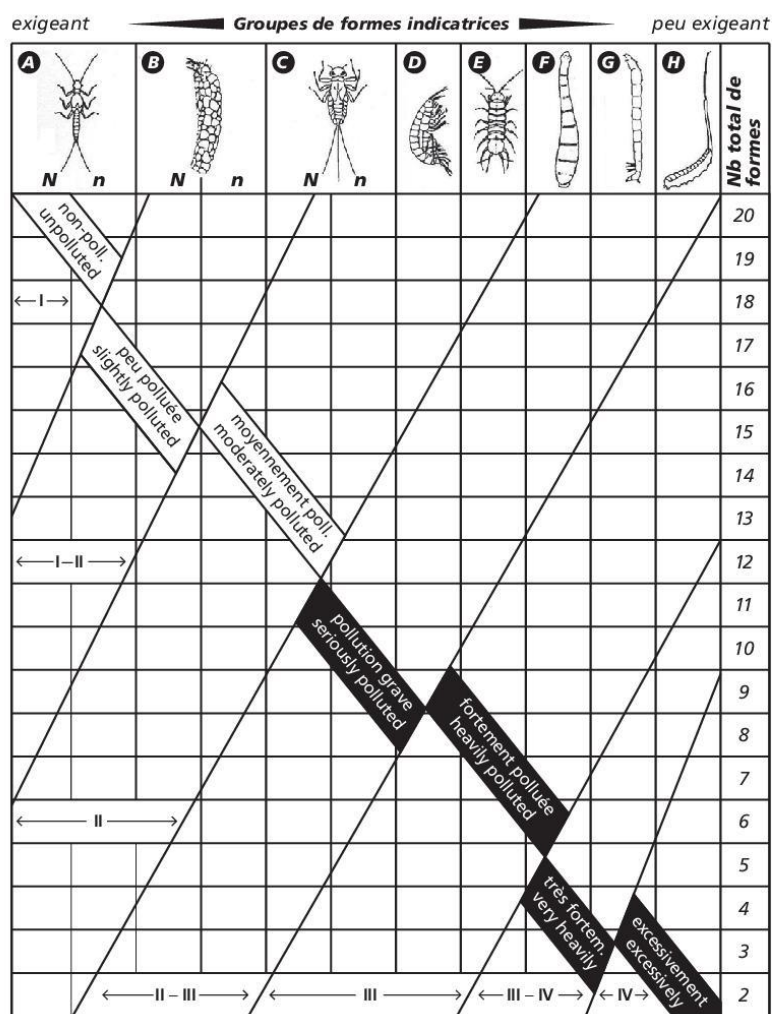 exigeant Groupes de formes indicatrices peu exigeant
A B C D E F G H
Nb total de
formes
N n N n N n
20
19
18
17
16
15
14
13
12
11
10
9
8
7
6
5
4
3
2
non-poll.
unpolluted
I
peu polluée
slightly polluted
moyennement poll.
moderately polluted
I–II
pollution grave
seriously polluted
fortement polluée
heavily polluted
II
très fortem.
very heavily
excessivement
excessively
II – III
III
III – IV
IV